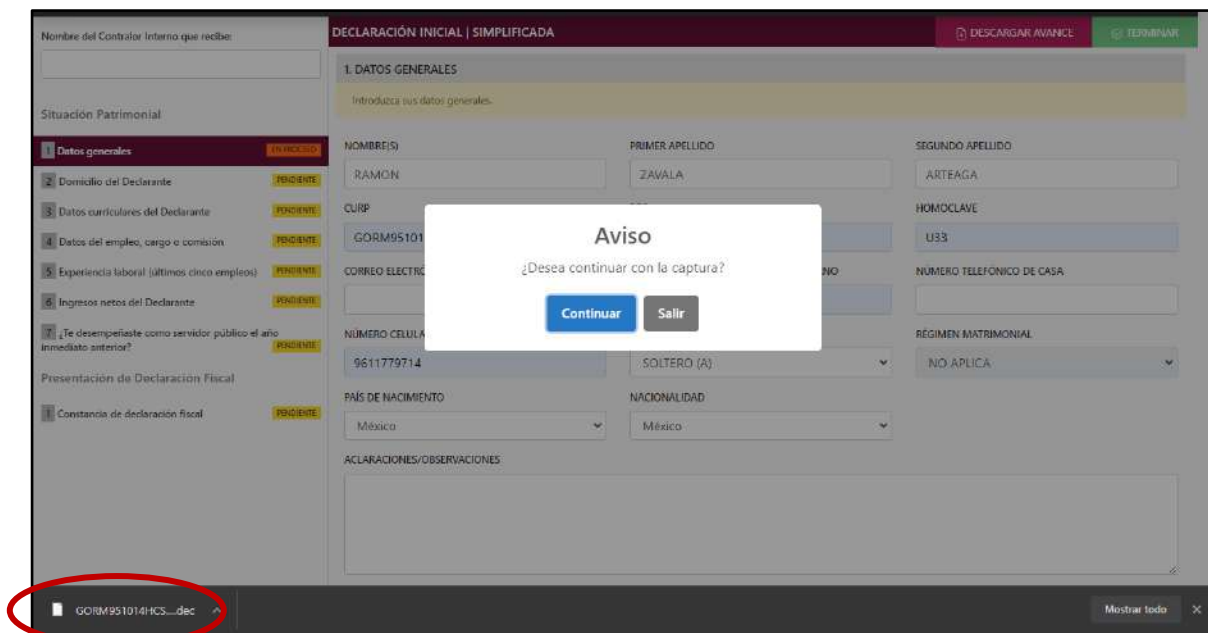 Nombre del Contralor Interno que recibe:
DECLARACIÓN INICIAL | SIMPLIFICADA
DESCARGAR AVANCE
TERMINAR
1. DATOS GENERALES
Introduzca sus datos generales.
Situación Patrimonial
1 Datos generales
EN PROCESO
2 Domicilio del Declarante
PENDIENTE
3 Datos curriculares del Declarante
PENDIENTE
4 Datos del empleo, cargo o comisión
PENDIENTE
5 Experiencia laboral (últimos cinco empleos)
PENDIENTE
6 Ingresos netos del Declarante
PENDIENTE
7 ¿Te desempeñaste como servidor público el año
inmediato anterior?
PENDIENTE
Presentación de Declaración Fiscal
1 Constancia de declaración fiscal
PENDIENTE
NOMBRE(S)
PRIMER APELLIDO
SEGUNDO APELLIDO
RAMON
ZAVALA
ARTEAGA
CURP
HOMOCLAVE
GORM95101
U33
Aviso
¿Desea continuar con la captura?
Continuar
Salir
CORREO ELECTRÓ
NO
NÚMERO TELEFÓNICO DE CASA
NÚMERO CELULA
RÉGIMEN MATRIMONIAL
9611779714
SOLTERO (A)
NO APLICA
PAÍS DE NACIMIENTO
NACIONALIDAD
México
México
ACLARACIONES/OBSERVACIONES
GORM951014HCS....dec
Mostrar todo